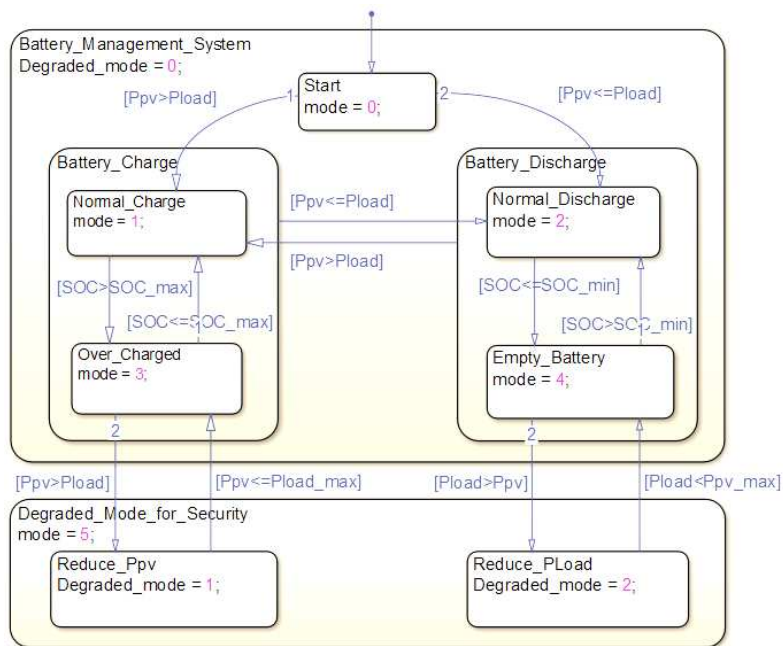 Battery_Management_System
Degraded_mode = 0;
Start
mode = 0;
1
2
[Ppv>Pload]
[Ppv<=Pload]
Battery_Charge
Battery_Discharge
Normal_Charge
mode = 1;
Normal_Discharge
mode = 2;
[Ppv<=Pload]
[Ppv>Pload]
[SOC>SOC_max]
[SOC<=SOC_max]
[SOC<=SOC_min]
[SOC>SOC_min]
Over_Charged
mode = 3;
Empty_Battery
mode = 4;
2
2
[Ppv>Pload]
[Ppv<=Pload_max]
[Pload>Ppv]
[Pload<Ppv_max]
Degraded_Mode_for_Security
mode = 5;
Reduce_Ppv
Degraded_mode = 1;
Reduce_PLoad
Degraded_mode = 2;